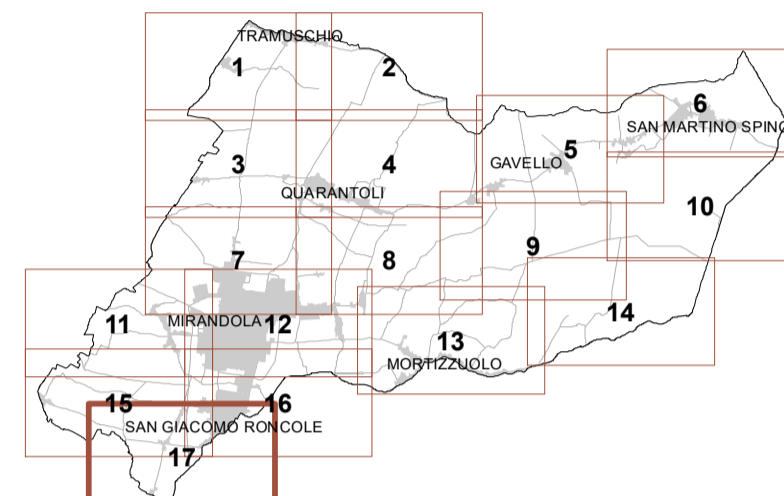 TRAMUSCHIO
1
2
6
SAN MARTINO SPINO
5
GAVELLO
3
4
QUARANTOLI
10
9
7
8
14
11
MIRANDOLA
12
13
MORTIZZUOLO
15
16
SAN GIACOMO RONCOLE
17